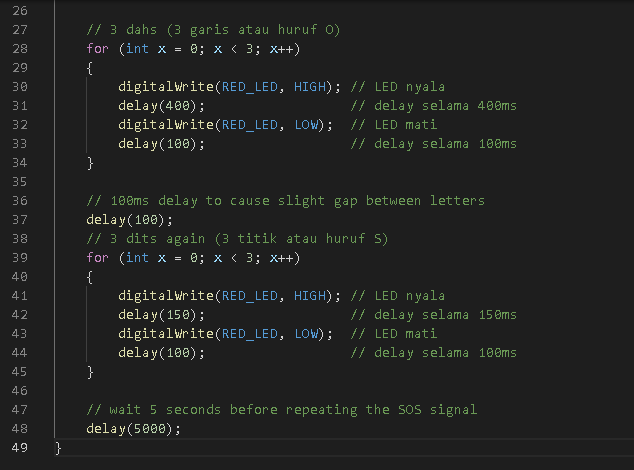 26
27 // 3 dahs (3 garis atau huruf O)
28 for (int x = 0; x < 3; x++)
29 {
30 digitalWrite(RED_LED, HIGH); // LED nyala
31 delay(400); // delay selama 400ms
32 digitalWrite(RED_LED, LOW); // LED mati
33 delay(100); // delay selama 100ms
34 }
35
36 // 100ms delay to cause slight gap between letters
37 delay(100);
38 // 3 dits again (3 titik atau huruf S)
39 for (int x = 0; x < 3; x++)
40 {
41 digitalWrite(RED_LED, HIGH); // LED nyala
42 delay(150); // delay selama 150ms
43 digitalWrite(RED_LED, LOW); // LED mati
44 delay(100); // delay selama 100ms
45 }
46
47 // wait 5 seconds before repeating the SOS signal
48 delay(5000);
49 }